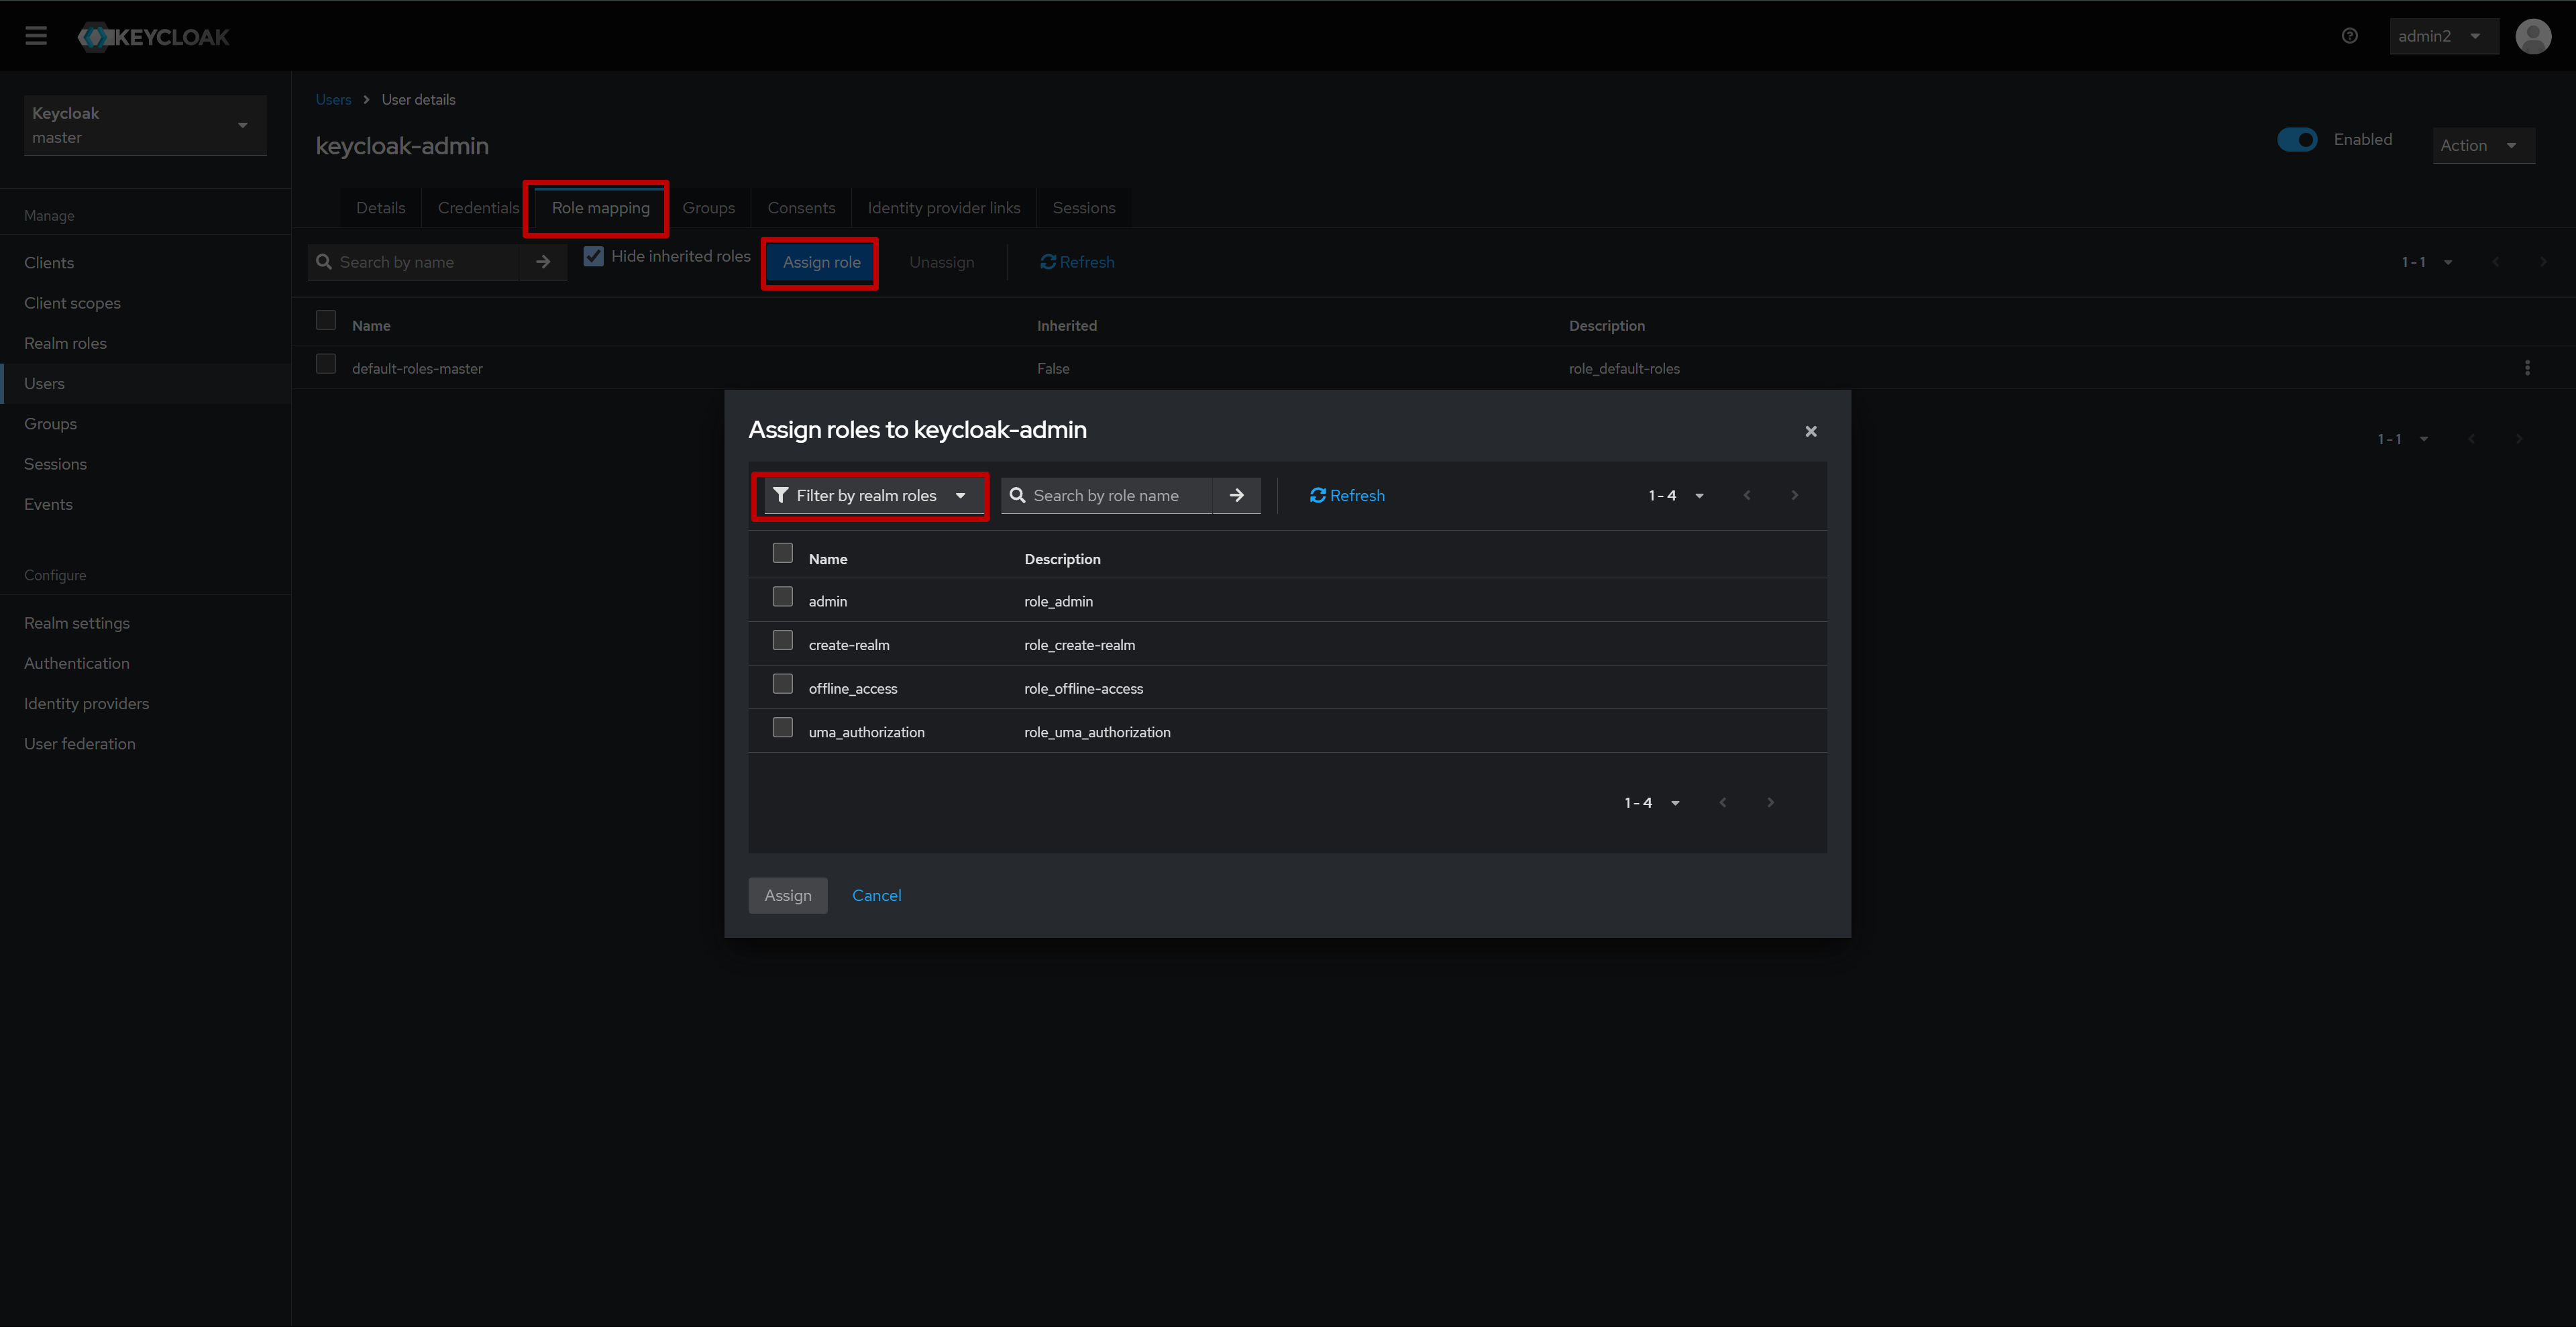 KEYCLOAK
admin2
Keycloak
master
Manage
Clients
Client scopes
Realm roles
Users
Groups
Sessions
Events
Configure
Realm settings
Authentication
Identity providers
User federation
Users User details
keycloak-admin
Enabled
Action
Details Credentials Role mapping Groups Consents Identity provider links Sessions
Search by name Hide inherited roles Assign role Unassign Refresh 1 - 1
Name Inherited Description
default-roles-master False role_default-roles
1 - 1
Assign roles to keycloak-admin
Filter by realm roles Search by role name Refresh 1 - 4
Name Description
admin role_admin
create-realm role_create-realm
offline_access role_offline-access
uma_authorization role_uma_authorization
1 - 4
Assign Cancel